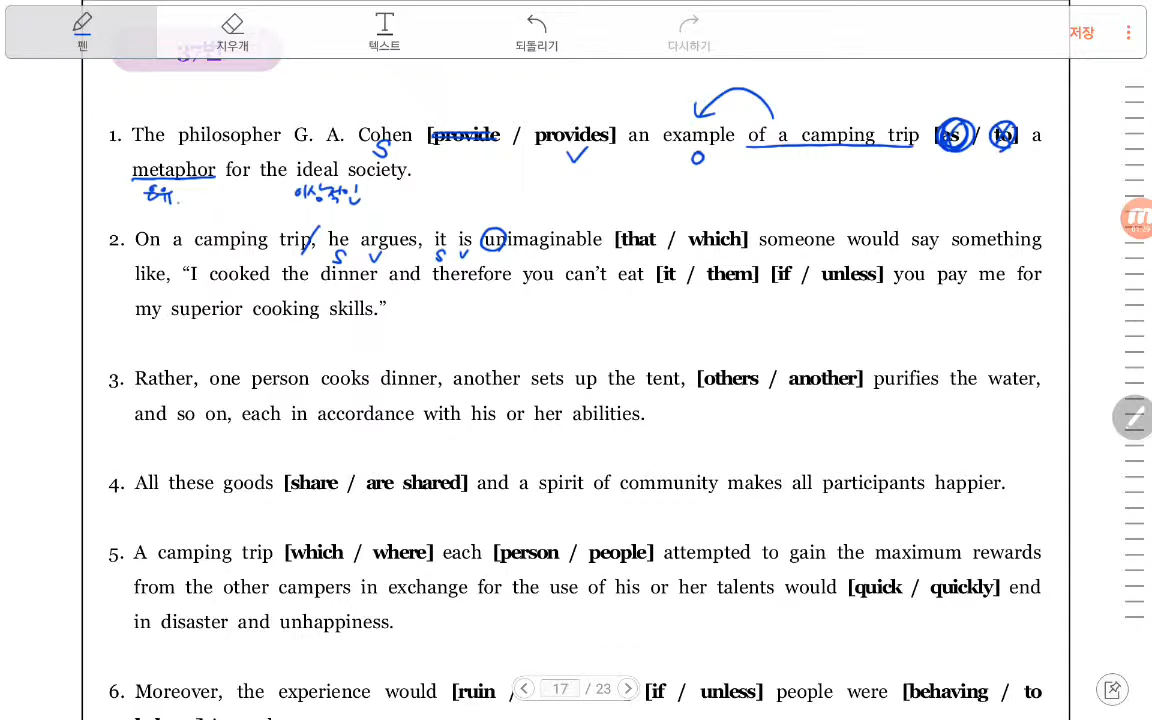 펜 지우개 텍스트 되돌리기 다시하기 저장
1. The philosopher G. A. Cohen [provide / provides] an example of a camping trip [as / to] a
S V O
metaphor for the ideal society.
은유. 이상적인
2. On a camping trip, he argues, it is unimaginable [that / which] someone would say something
S V S V
like, “I cooked the dinner and therefore you can’t eat [it / them] [if / unless] you pay me for
my superior cooking skills.”
3. Rather, one person cooks dinner, another sets up the tent, [others / another] purifies the water,
and so on, each in accordance with his or her abilities.
4. All these goods [share / are shared] and a spirit of community makes all participants happier.
5. A camping trip [which / where] each [person / people] attempted to gain the maximum rewards
from the other campers in exchange for the use of his or her talents would [quick / quickly] end
in disaster and unhappiness.
6. Moreover, the experience would [ruin / [if / unless] people were [behaving / to
17 / 23